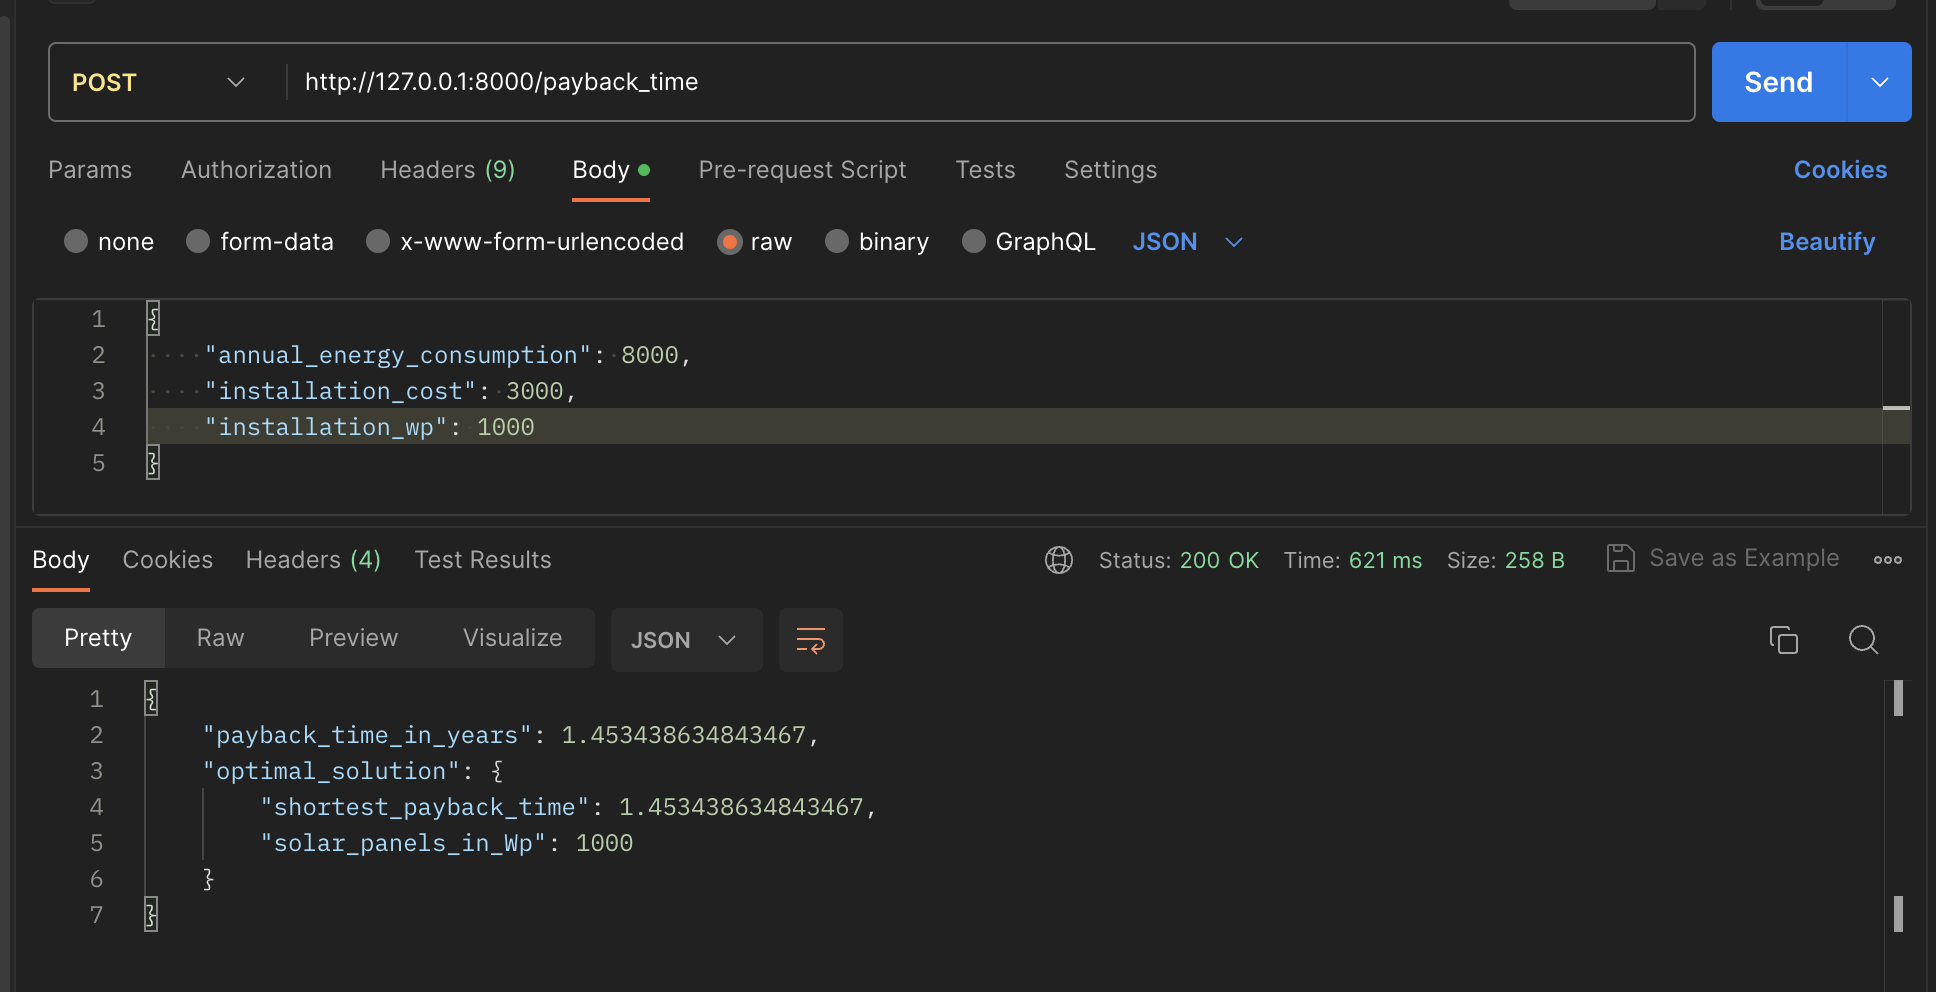 POST http://127.0.0.1:8000/payback_time Send
Params Authorization Headers (9) Body Pre-request Script Tests Settings Cookies
none form-data x-www-form-urlencoded raw binary GraphQL JSON Beautify
1 {
2 "annual_energy_consumption": 8000,
3 "installation_cost": 3000,
4 "installation_wp": 1000
5 }
Body Cookies Headers (4) Test Results Status: 200 OK Time: 621 ms Size: 258 B Save as Example
Pretty Raw Preview Visualize JSON
1 {
2 "payback_time_in_years": 1.453438634843467,
3 "optimal_solution": {
4 "shortest_payback_time": 1.453438634843467,
5 "solar_panels_in_Wp": 1000
6 }
7 }